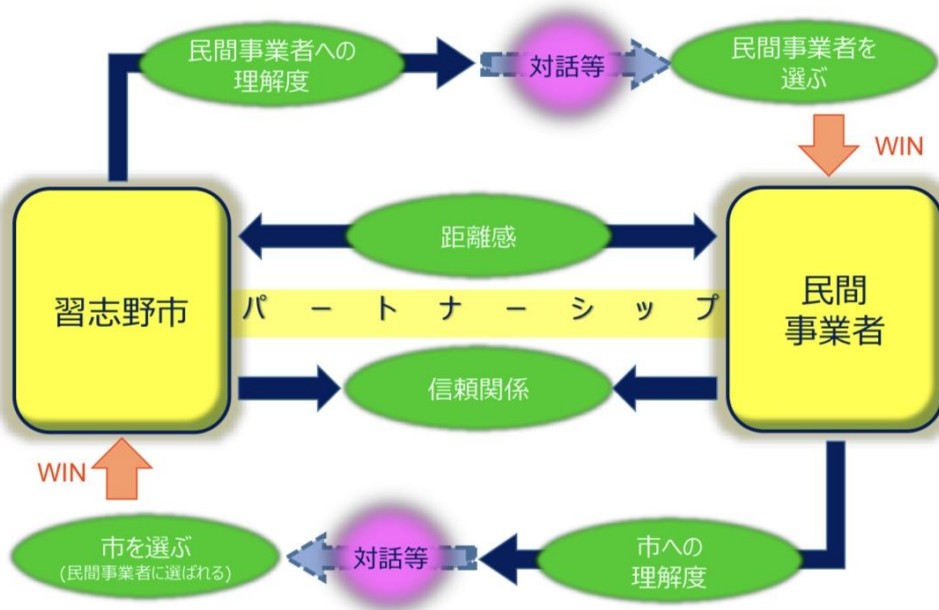 民間事業者への
理解度
対話等
民間事業者を
選ぶ
WIN
距離感
習志野市
パートナーシップ
民間
事業者
信頼関係
WIN
市を選ぶ
(民間事業者に選ばれる)
対話等
市への
理解度